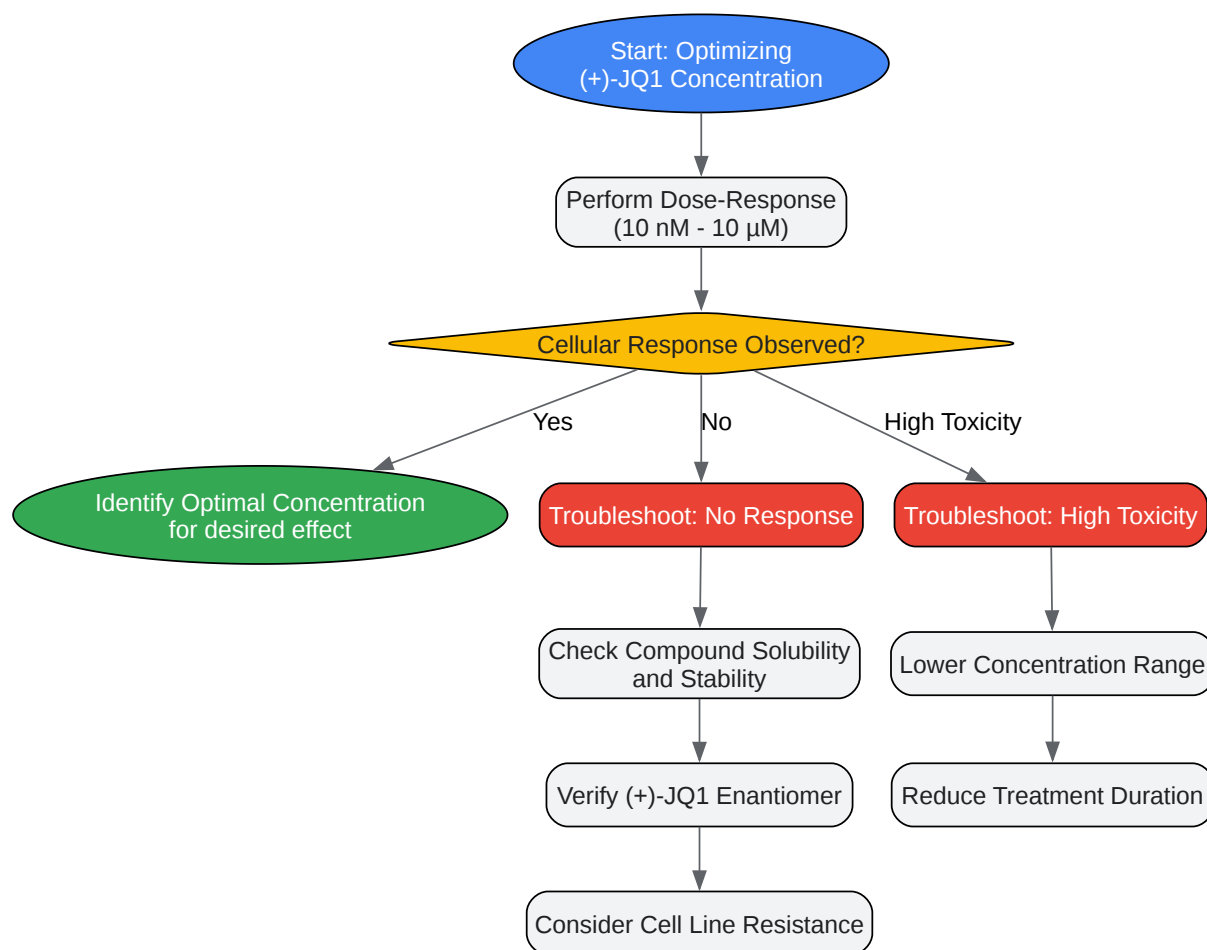 Start: Optimizing
(+)-JQ1 Concentration
Perform Dose-Response
(10 nM - 10 µM)
Cellular Response Observed?
Yes
No
High Toxicity
Identify Optimal Concentration
for desired effect
Troubleshoot: No Response
Troubleshoot: High Toxicity
Check Compound Solubility
and Stability
Lower Concentration Range
Verify (+)-JQ1 Enantiomer
Reduce Treatment Duration
Consider Cell Line Resistance